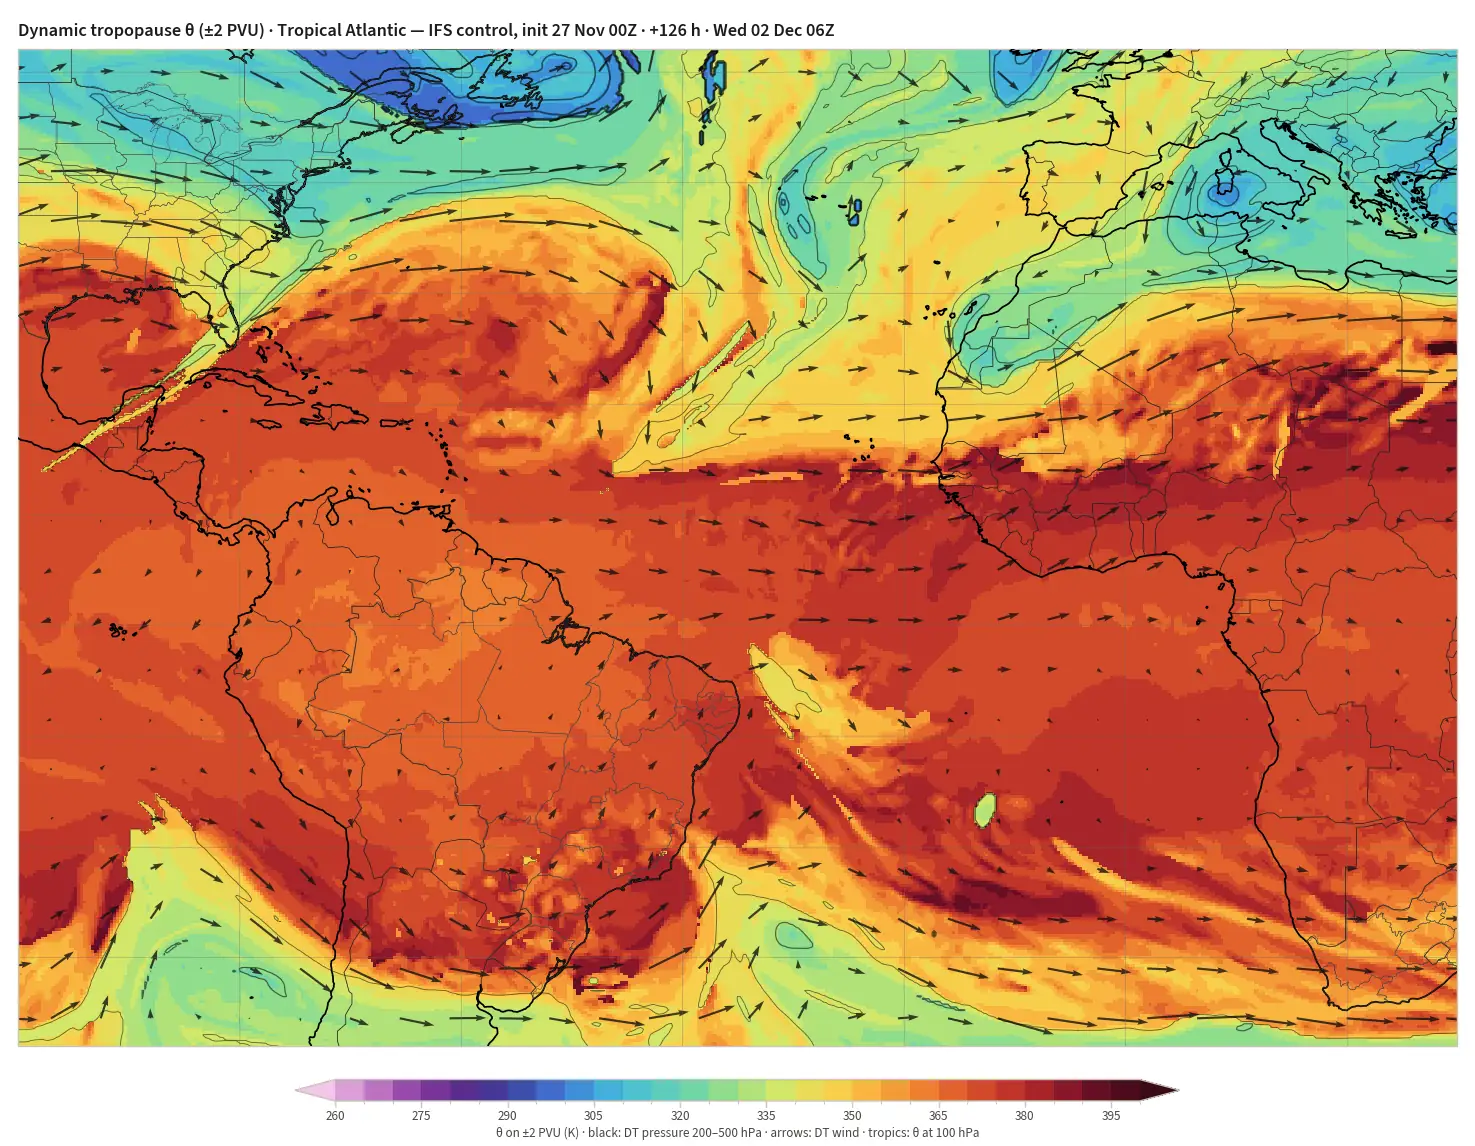 Dynamic tropopause θ (±2 PVU) · Tropical Atlantic — IFS control, init 27 Nov 00Z · +126 h · Wed 02 Dec 06Z
260 275 290 305 320 335 350 365 380 395
θ on ±2 PVU (K) · black: DT pressure 200–500 hPa · arrows: DT wind · tropics: θ at 100 hPa